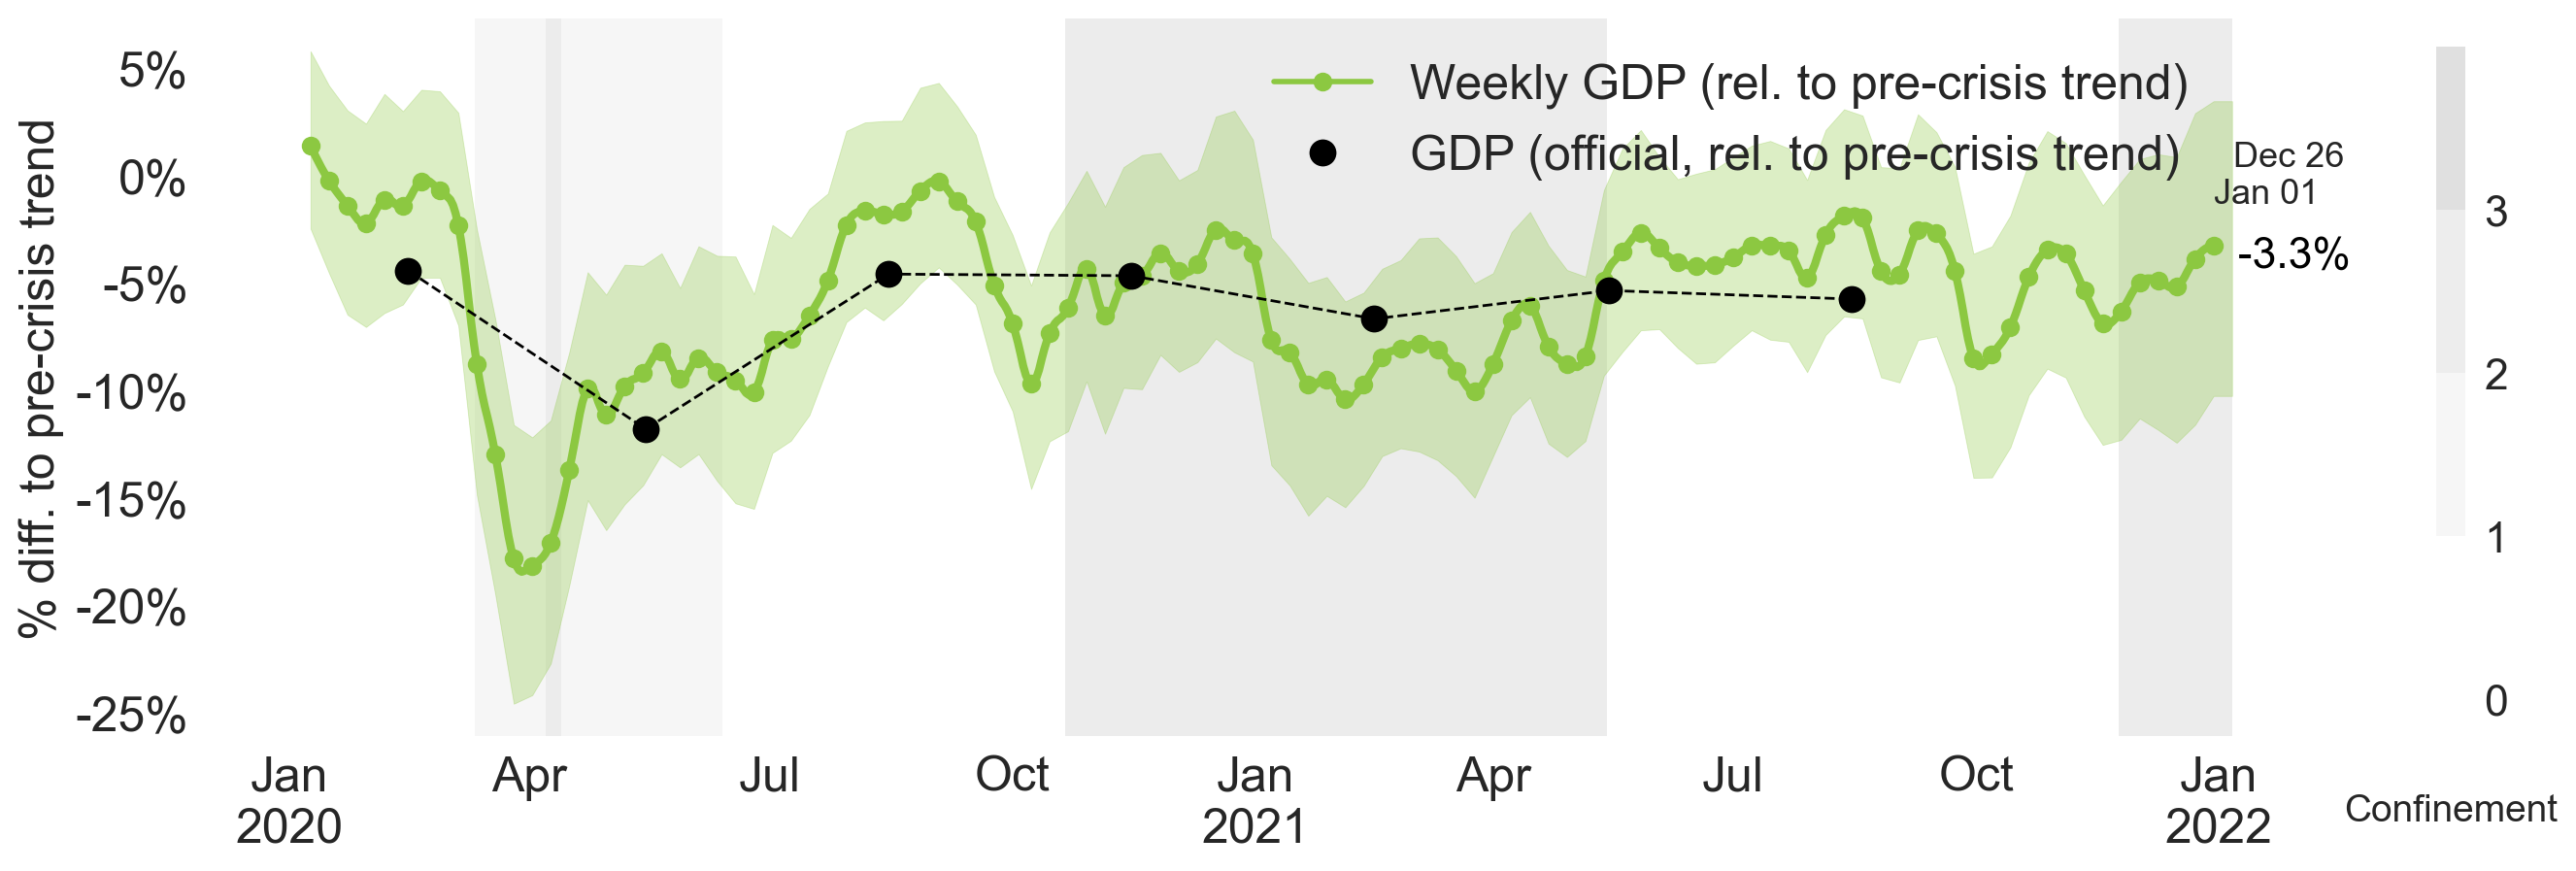 % diff. to pre-crisis trend
5%
0%
-5%
-10%
-15%
-20%
-25%
Weekly GDP (rel. to pre-crisis trend)
GDP (official, rel. to pre-crisis trend)
Dec 26
Jan 01
-3.3%
3
2
1
0
Confinement
Jan Apr Jul Oct Jan Apr Jul Oct Jan
2020 2021 2022